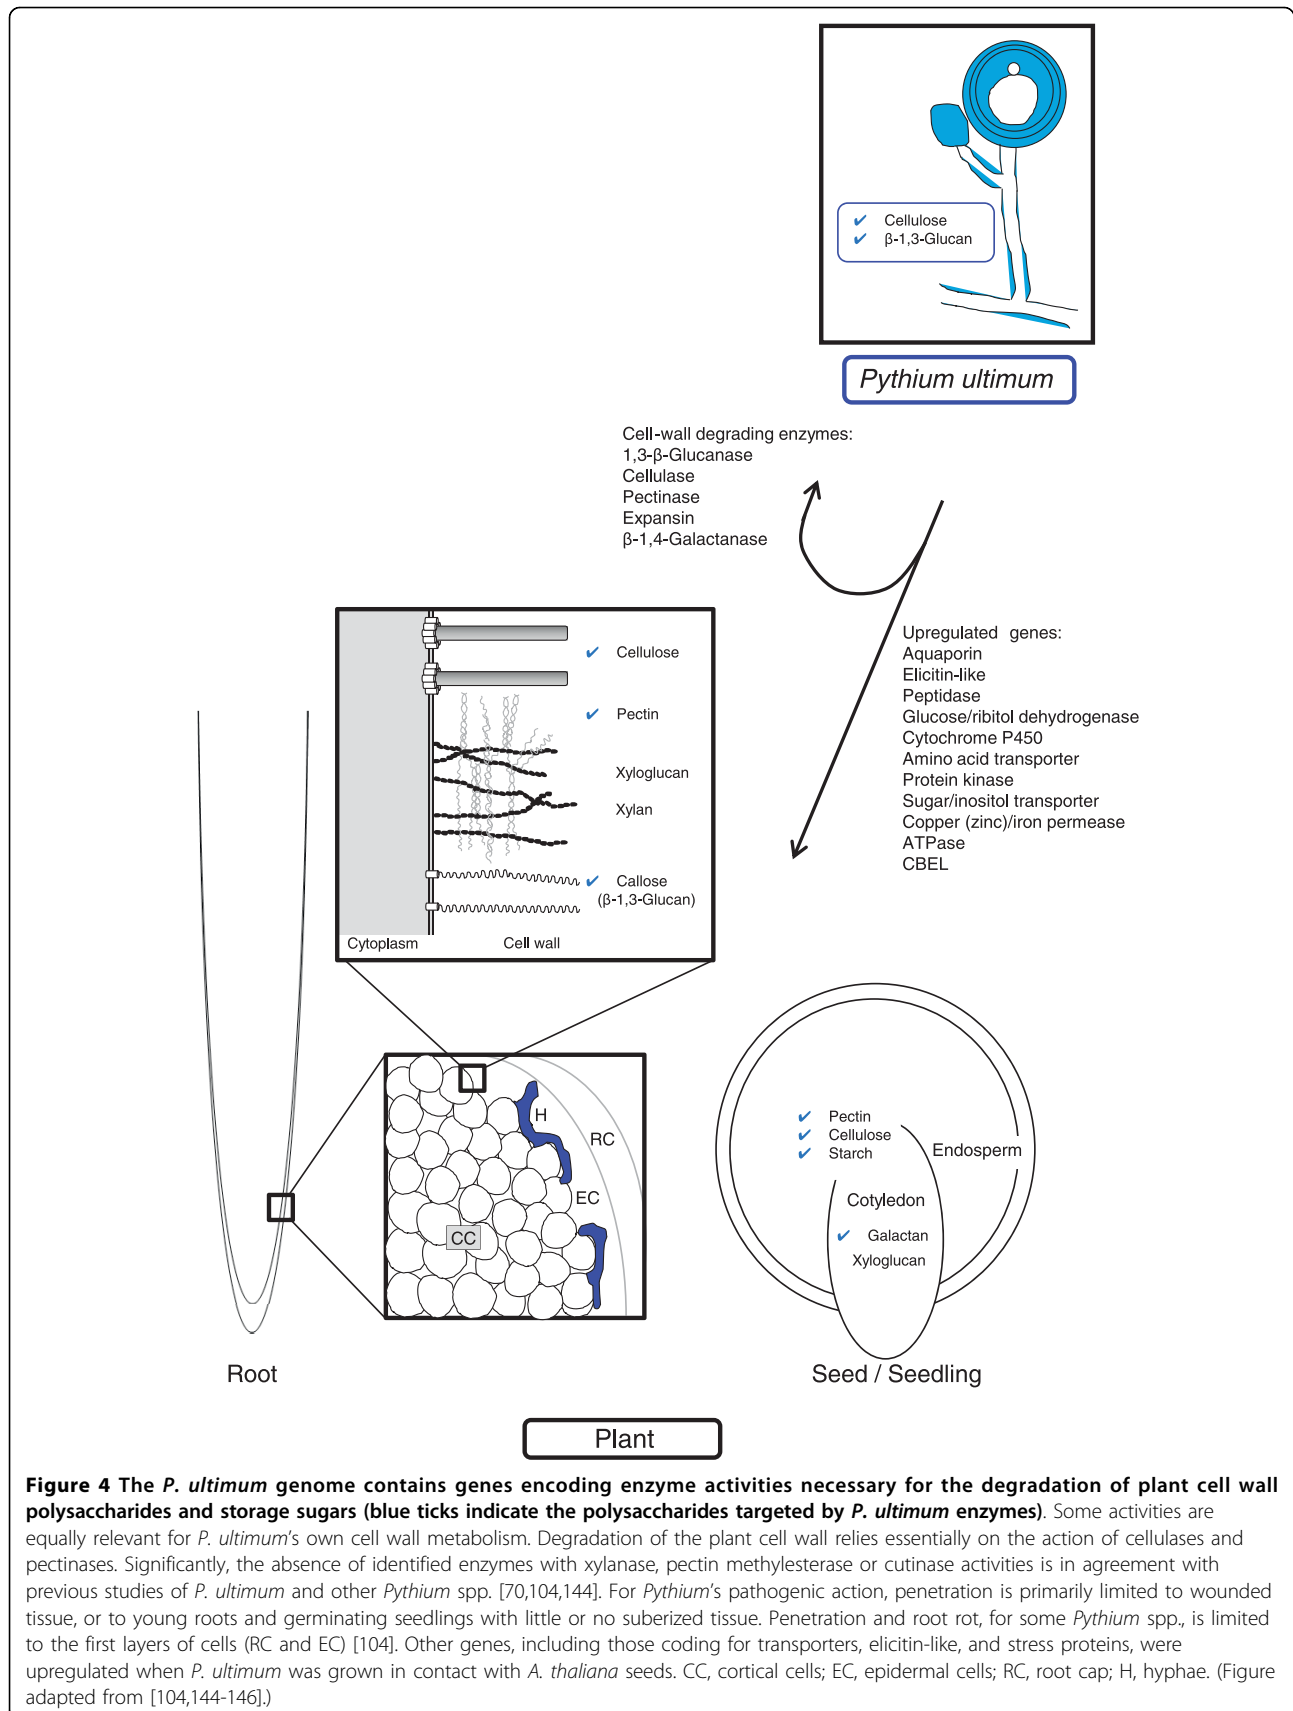 ✔ Cellulose
✔ β-1,3-Glucan
Pythium ultimum
Cell-wall degrading enzymes:
1,3-β-Glucanase
Cellulase
Pectinase
Expansin
β-1,4-Galactanase
Upregulated genes:
Aquaporin
Elicitin-like
Peptidase
Glucose/ribitol dehydrogenase
Cytochrome P450
Amino acid transporter
Protein kinase
Sugar/inositol transporter
Copper (zinc)/iron permease
ATPase
CBEL
✔ Cellulose
✔ Pectin
Xyloglucan
Xylan
✔ Callose
(β-1,3-Glucan)
Cytoplasm
Cell wall
H
RC
EC
CC
Root
✔ Pectin
✔ Cellulose
✔ Starch
Endosperm
Cotyledon
✔ Galactan
Xyloglucan
Seed / Seedling
Plant
Figure 4 The P. ultimum genome contains genes encoding enzyme activities necessary for the degradation of plant cell wall
polysaccharides and storage sugars (blue ticks indicate the polysaccharides targeted by P. ultimum enzymes). Some activities are
equally relevant for P. ultimum's own cell wall metabolism. Degradation of the plant cell wall relies essentially on the action of cellulases and
pectinases. Significantly, the absence of identified enzymes with xylanase, pectin methylesterase or cutinase activities is in agreement with
previous studies of P. ultimum and other Pythium spp. [70,104,144]. For Pythium's pathogenic action, penetration is primarily limited to wounded
tissue, or to young roots and germinating seedlings with little or no suberized tissue. Penetration and root rot, for some Pythium spp., is limited
to the first layers of cells (RC and EC) [104]. Other genes, including those coding for transporters, elicitin-like, and stress proteins, were
upregulated when P. ultimum was grown in contact with A. thaliana seeds. CC, cortical cells; EC, epidermal cells; RC, root cap; H, hyphae. (Figure
adapted from [104,144-146].)